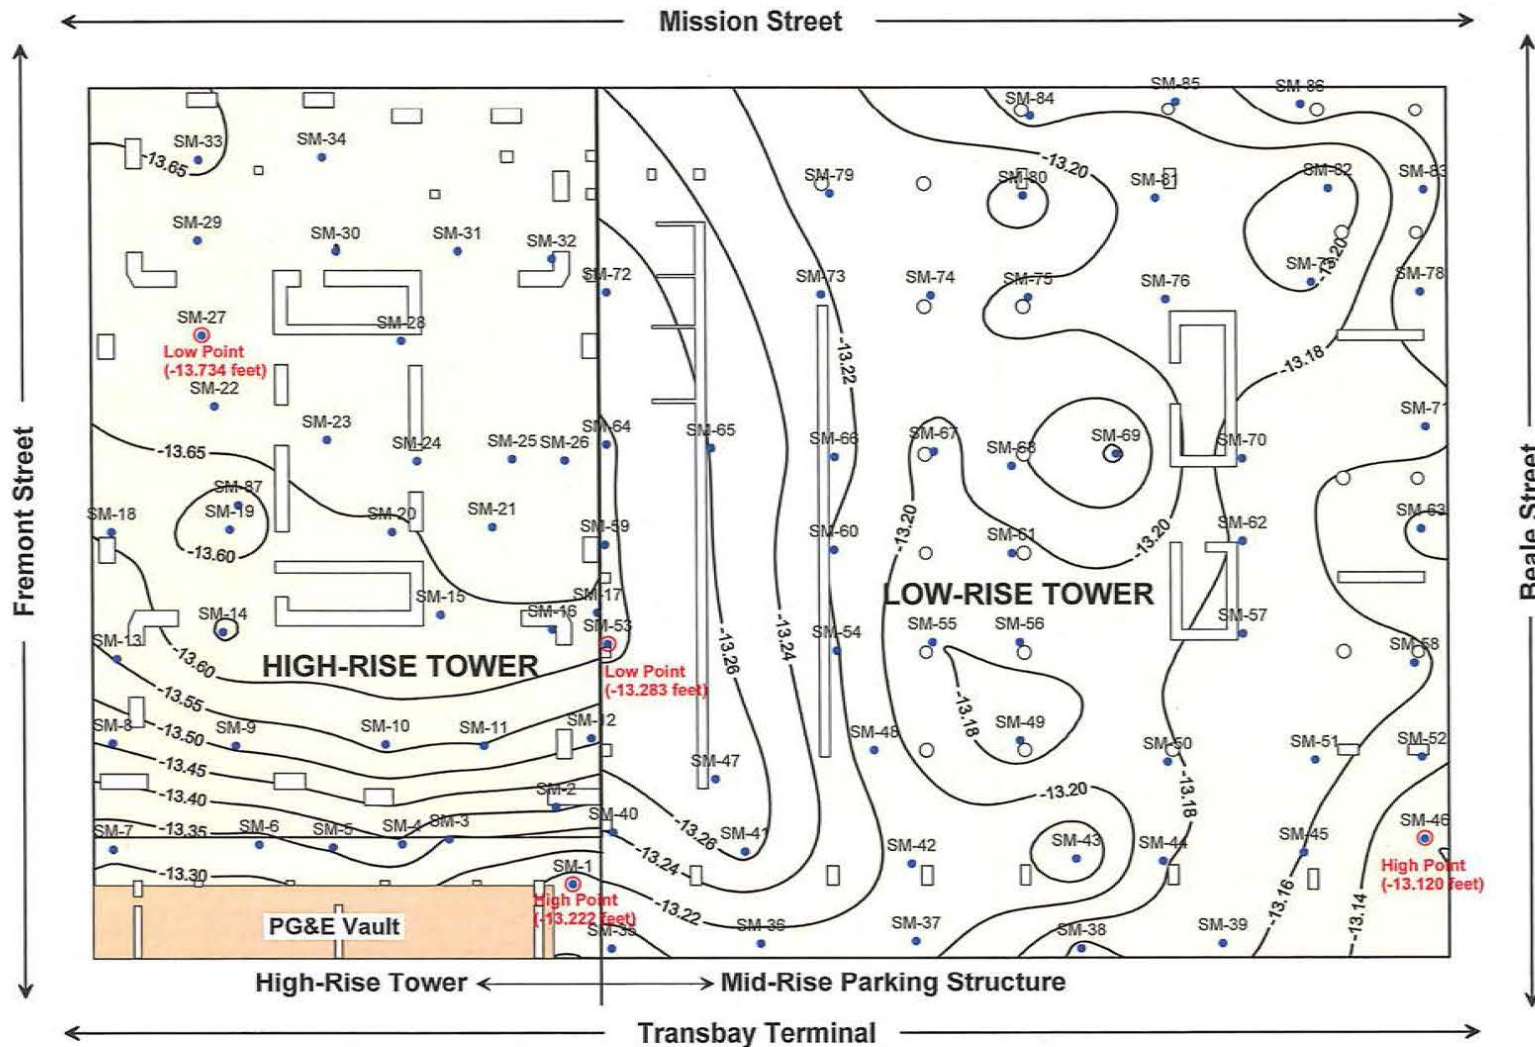 Mission Street
SM-85
SM-86
SM-84
SM-33
SM-34
-13.65
-13.20
SM-79
SM-80
SM-81
SM-82
SM-83
SM-29
SM-30
SM-31
SM-32
-13.20
SM-72
SM-73
SM-74
SM-75
SM-76
SM-78
SM-27
SM-28
Low Point
(-13.734 feet)
-13.22
-13.18
SM-22
SM-23
SM-24
SM-25
SM-26
SM-64
SM-65
SM-66
SM-67
SM-68
SM-69
SM-70
SM-71
-13.65
Fremont Street
Beale Street
SM-87
SM-18
SM-19
SM-20
SM-21
SM-59
SM-60
SM-61
SM-62
SM-63
-13.60
-13.20
-13.20
SM-14
SM-15
SM-16
SM-17
LOW-RISE TOWER
SM-13
SM-53
SM-54
SM-55
SM-56
SM-57
SM-58
-13.60
HIGH-RISE TOWER
Low Point
(-13.283 feet)
-13.26
-13.24
-13.55
-13.18
SM-8
SM-9
SM-10
SM-11
SM-12
SM-48
SM-49
SM-50
SM-51
SM-52
-13.50
-13.45
SM-47
-13.18
-13.40
SM-2
-13.20
-13.35
SM-7
SM-6
SM-5
SM-4
SM-3
SM-40
SM-41
SM-42
SM-43
SM-44
SM-45
SM-46
-13.26
-13.24
-13.30
SM-1
High Point
(-13.222 feet)
High Point
(-13.120 feet)
-13.22
-13.16
-13.14
PG&E Vault
SM-35
SM-36
SM-37
SM-38
SM-39
High-Rise Tower
Mid-Rise Parking Structure
Transbay Terminal